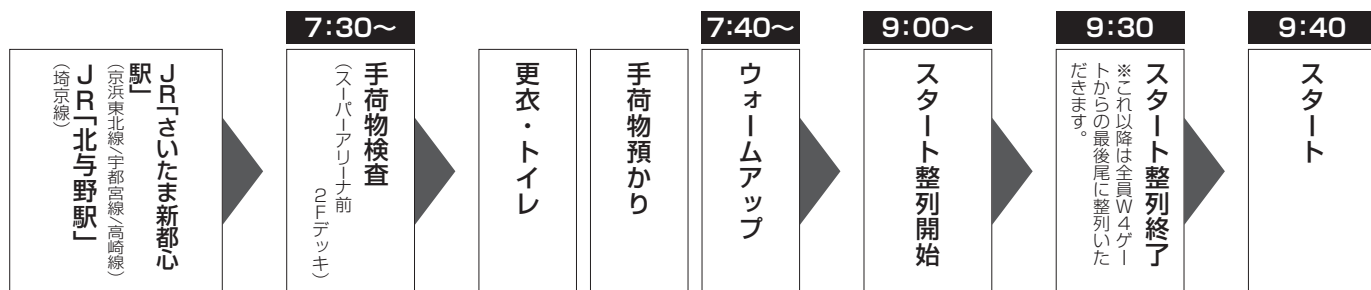 JR「さいたま新都心
駅」
（京浜東北線/宇都宮線/高崎線）
JR「北与野駅」
（埼京線）
7:30～
手荷物検査
（スーパーアリーナ前
2Fデッキ）
更衣・トイレ
手荷物預かり
7:40～
ウォームアップ
9:00～
スタート整列開始
9:30
スタート整列終了
※これ以降は全員W4ゲー
トからの最後尾に整列いた
だきます。
9:40
スタート